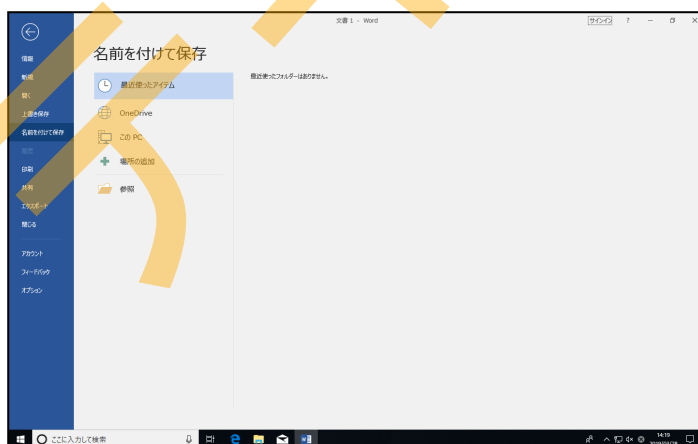 文書 1 - Word
サインイン ? － ロ ×
名前を付けて保存
情報
新規
開く
上書き保存
名前を付けて保存
履歴
印刷
共有
エクスポート
閉じる
アカウント
フィードバック
オプション
最近使ったアイテム
OneDrive
この PC
場所の追加
参照
最近使ったフォルダーはありません。
ここに入力して検索
14:19